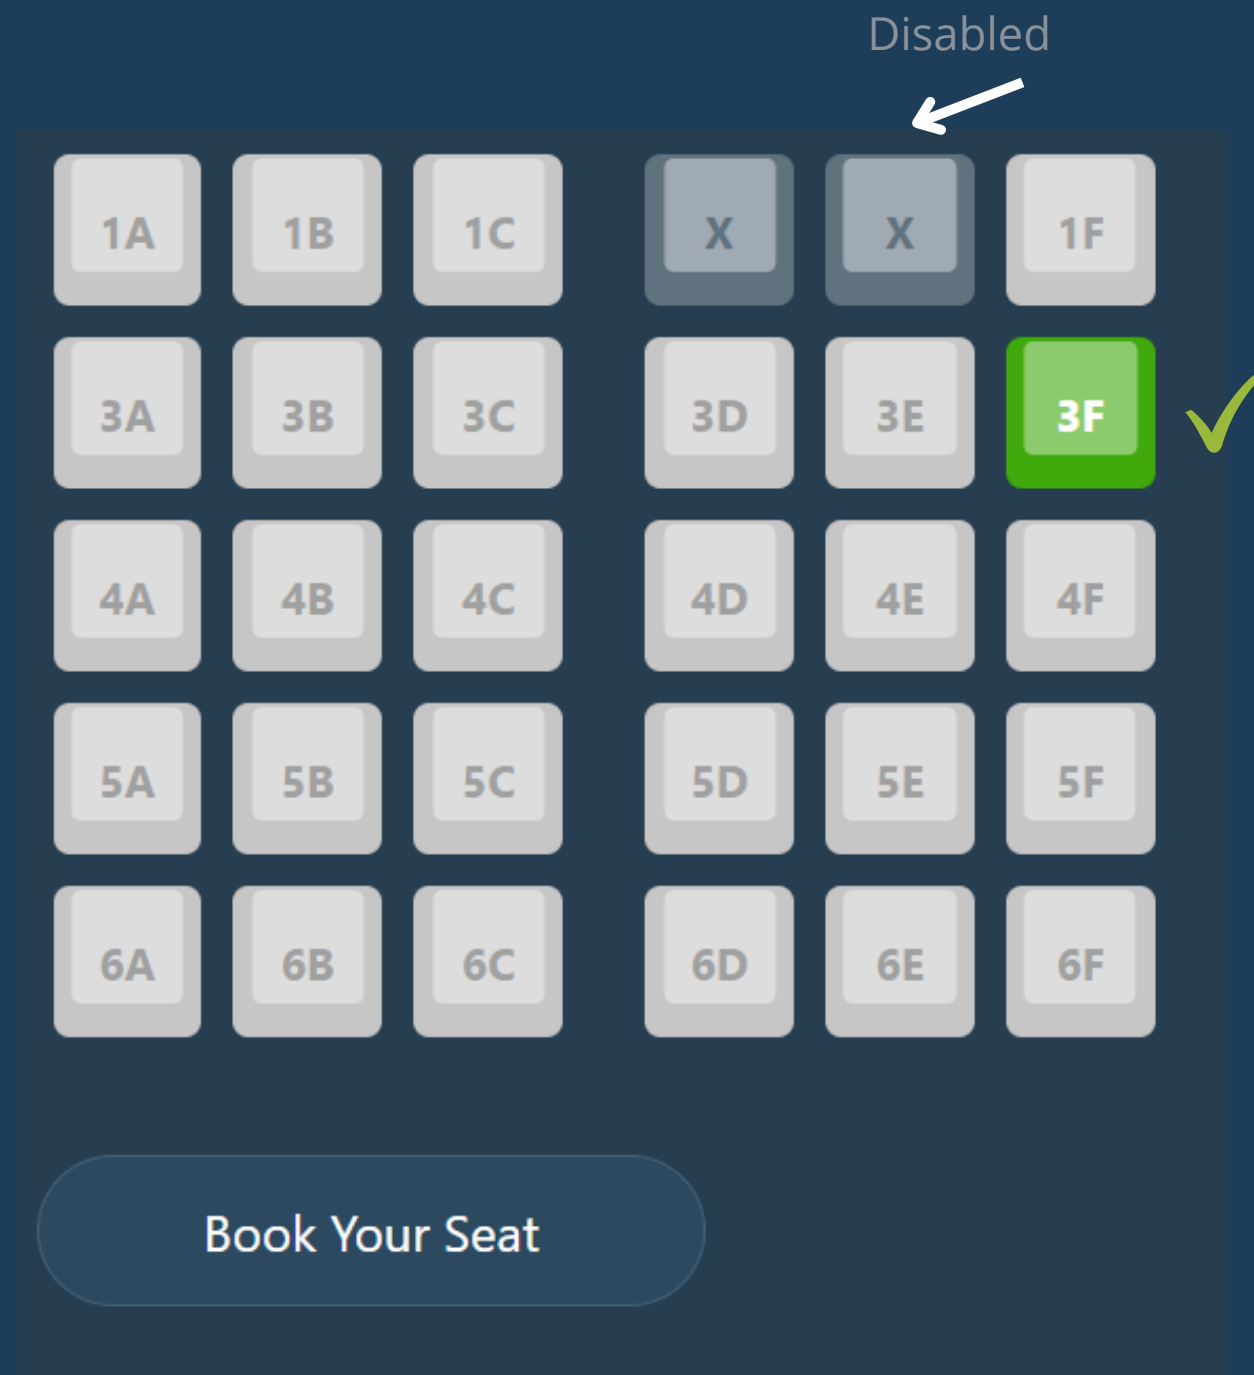 Disabled
1A 1B 1C X X 1F
3A 3B 3C 3D 3E 3F
4A 4B 4C 4D 4E 4F
5A 5B 5C 5D 5E 5F
6A 6B 6C 6D 6E 6F
Book Your Seat